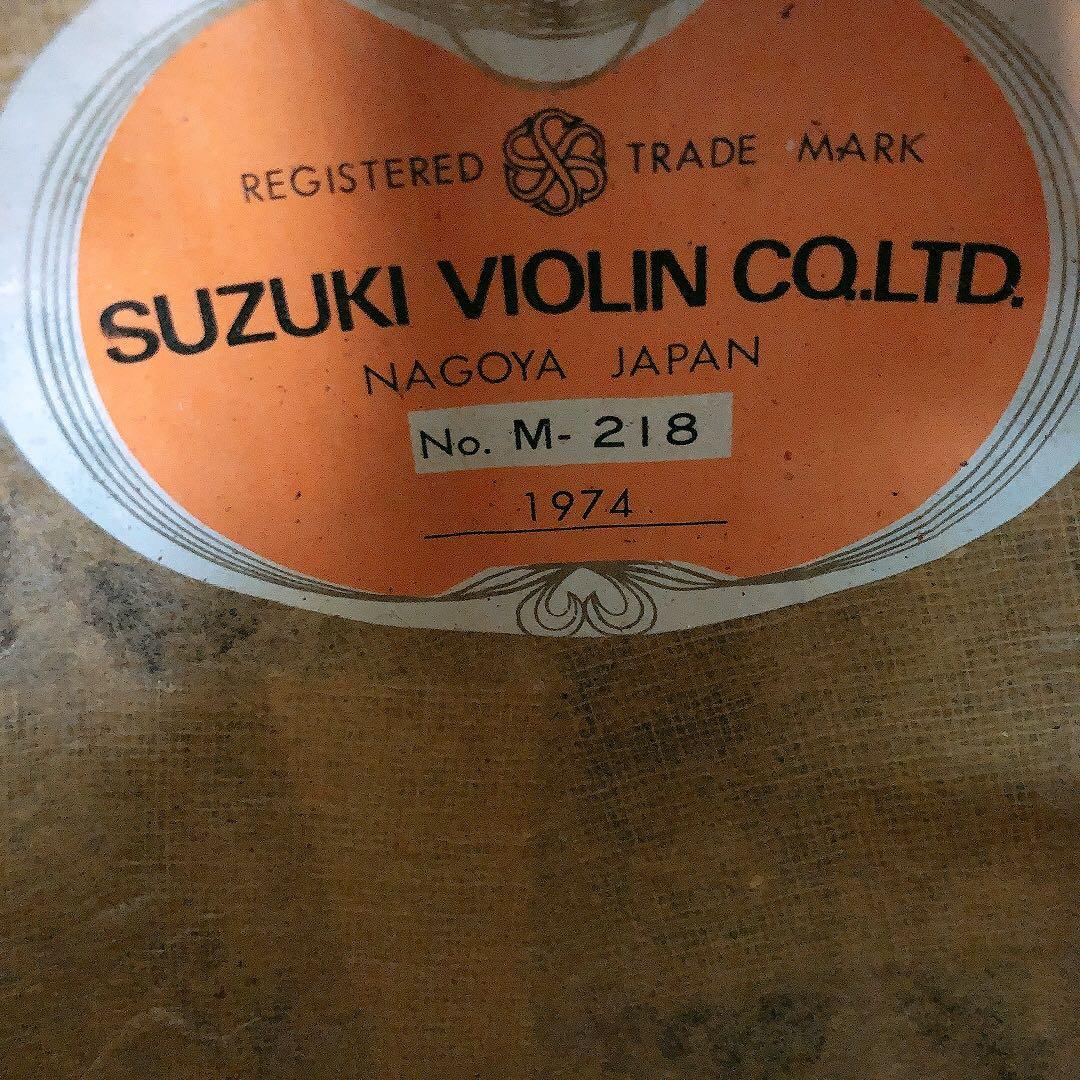 REGISTERED TRADE MARK
SUZUKI VIOLIN CO.,LTD.
NAGOYA JAPAN
No. M- 218
1974